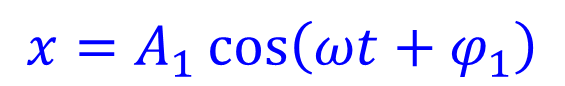 x = A₁ cos(ωt + φ₁)